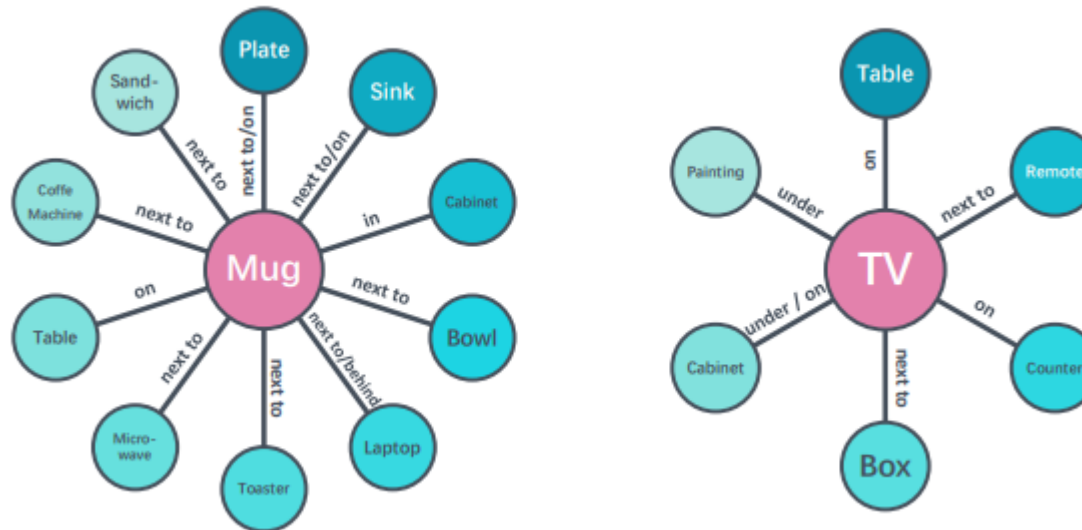 Plate
next to/on
Sink
next to/on
Cabinet
in
Bowl
next to
Laptop
next to/behind
Toaster
next to
Micro-
wave
next to
Table
on
Coffe
Machine
next to
Sand-
wich
next to
Mug
Table
on
Remote
next to
Counter
on
Box
next to
Cabinet
under / on
Painting
under
TV